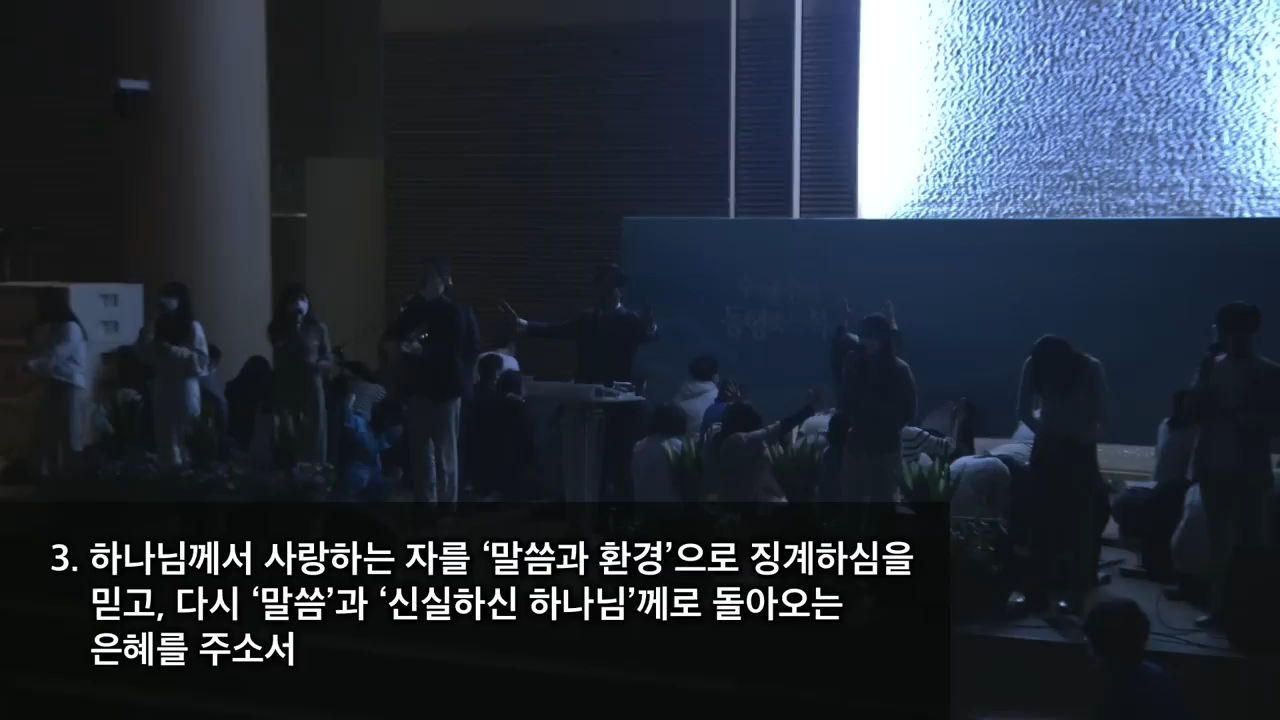 3. 하나님께서 사랑하는 자를 ‘말씀과 환경’으로 징계하심을
믿고, 다시 ‘말씀’과 ‘신실하신 하나님’께로 돌아오는
은혜를 주소서